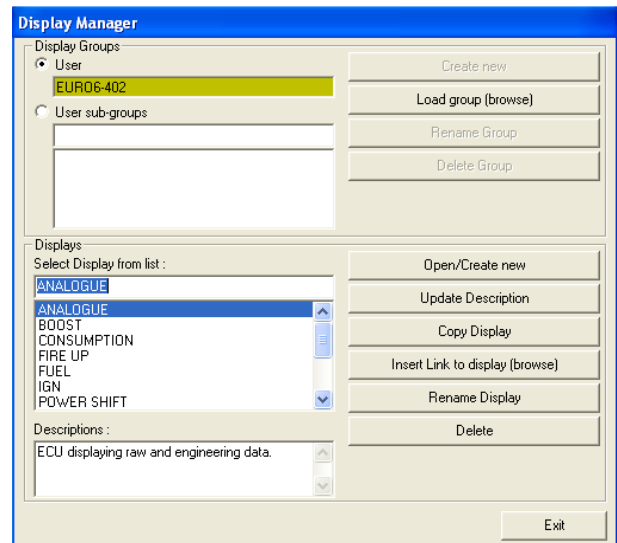 Display Manager
Display Groups
User
EURO6-402
User sub-groups
Create new
Load group (browse)
Rename Group
Delete Group
Displays
Select Display from list :
ANALOGUE
ANALOGUE
BOOST
CONSUMPTION
FIRE UP
FUEL
IGN
POWER SHIFT
Descriptions :
ECU displaying raw and engineering data.
Open/Create new
Update Description
Copy Display
Insert Link to display (browse)
Rename Display
Delete
Exit